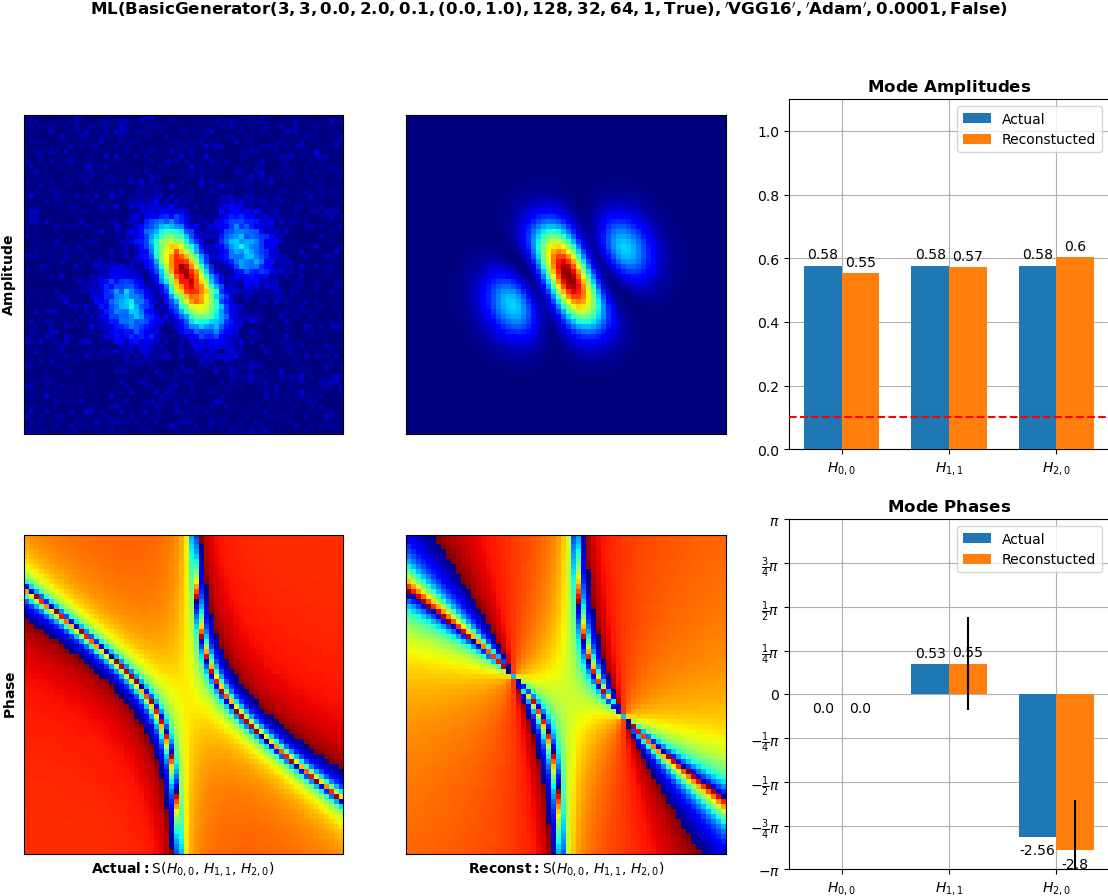 ML(BasicGenerator(3, 3, 0.0, 2.0, 0.1, (0.0, 1.0), 128, 32, 64, 1, True), ′VGG16′, ′Adam′, 0.0001, False)
Amplitude
Mode Amplitudes
Actual
Reconstucted
1.0
0.8
0.6
0.4
0.2
0.0
0.58
0.55
0.58
0.57
0.58
0.6
H0,0
H1,1
H2,0
Phase
Actual: S(H0,0, H1,1, H2,0)
Reconst: S(H0,0, H1,1, H2,0)
Mode Phases
Actual
Reconstucted
π
3/4π
1/2π
1/4π
0
−1/4π
−1/2π
−3/4π
−π
0.0
0.0
0.53
0.55
-2.56
-2.8
H0,0
H1,1
H2,0